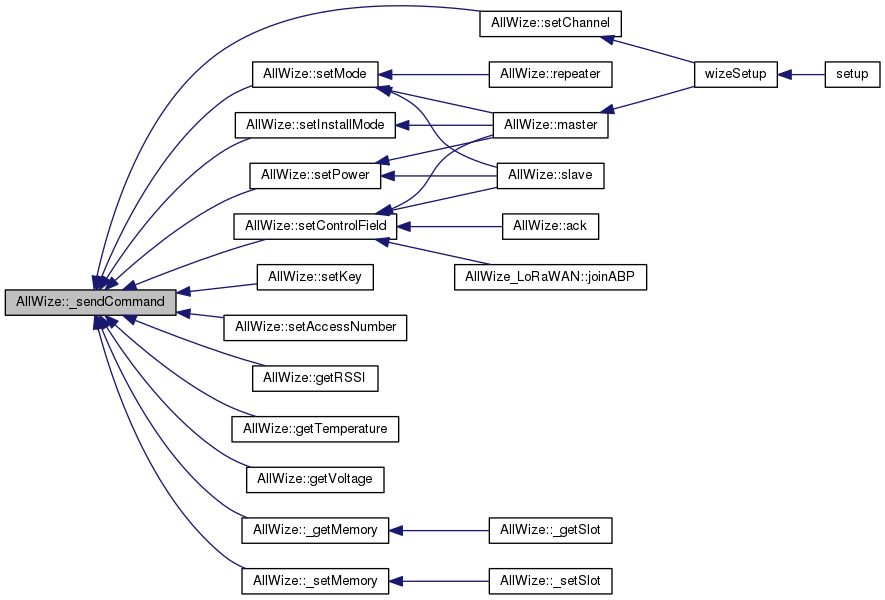 AllWize::setChannel
AllWize::setMode
AllWize::repeater
wizeSetup
setup
AllWize::setInstallMode
AllWize::master
AllWize::setPower
AllWize::slave
AllWize::setControlField
AllWize::ack
AllWize::setKey
AllWize_LoRaWAN::joinABP
AllWize::_sendCommand
AllWize::setAccessNumber
AllWize::getRSSI
AllWize::getTemperature
AllWize::getVoltage
AllWize::_getMemory
AllWize::_getSlot
AllWize::_setMemory
AllWize::_setSlot